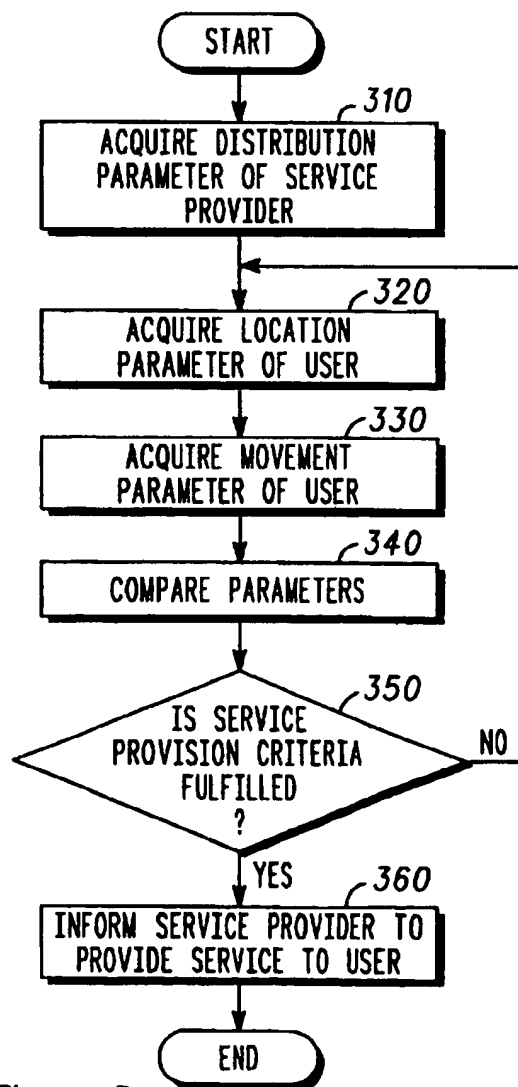 START
310
ACQUIRE DISTRIBUTION
PARAMETER OF SERVICE
PROVIDER
320
ACQUIRE LOCATION
PARAMETER OF USER
330
ACQUIRE MOVEMENT
PARAMETER OF USER
340
COMPARE PARAMETERS
350
IS SERVICE
PROVISION CRITERIA
FULFILLED
?
NO
YES
360
INFORM SERVICE PROVIDER TO
PROVIDE SERVICE TO USER
END